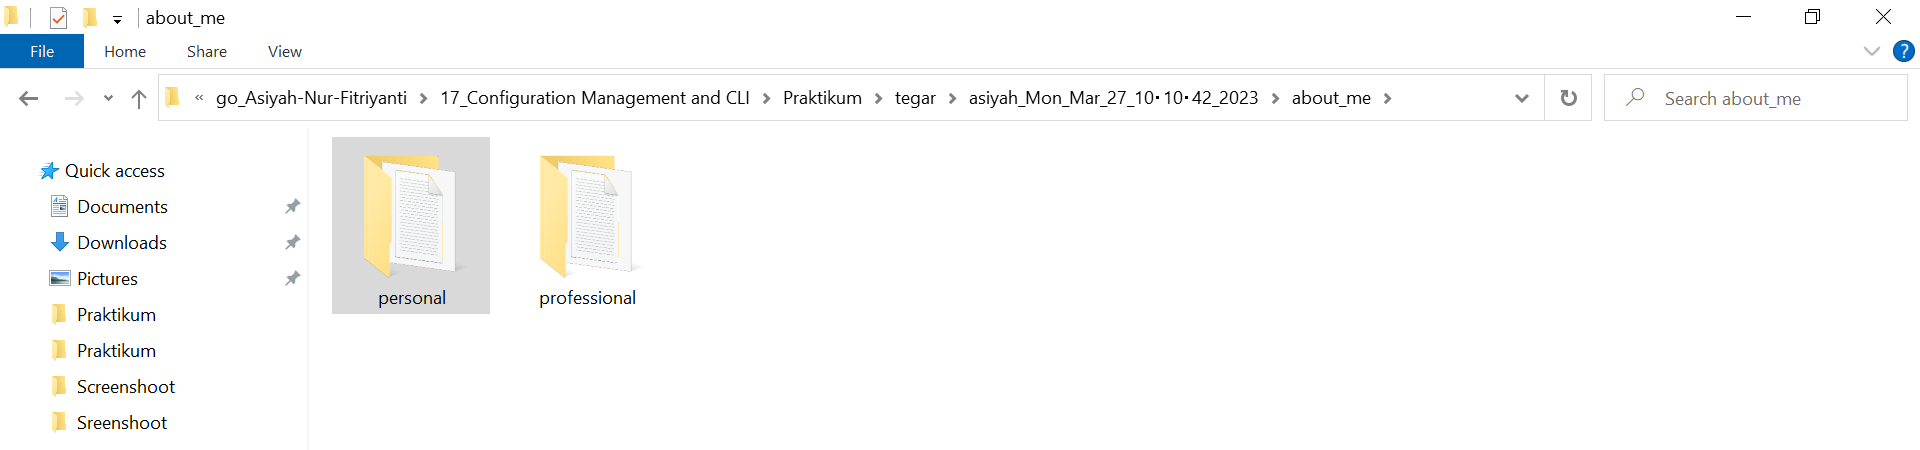 about_me
File Home Share View
« go_Asiyah-Nur-Fitriyanti > 17_Configuration Management and CLI > Praktikum > tegar > asiyah_Mon_Mar_27_10·10·42_2023 > about_me >
Search about_me
Quick access
Documents
Downloads
Pictures
Praktikum
Praktikum
Screenshoot
Sreenshoot
personal
professional